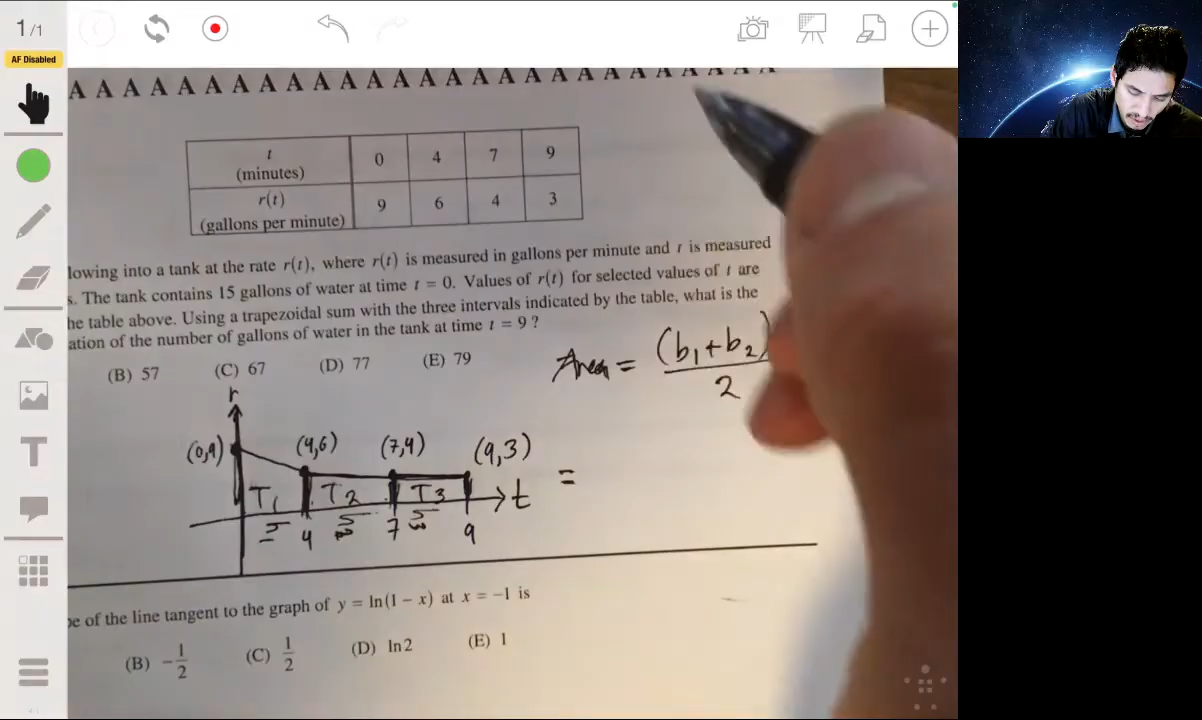 1/1
AF Disabled
A A A A A A A A A A A A A A A A A A A A A A A A A A A
t
(minutes) 0 4 7 9
r(t)
(gallons per minute) 9 6 4 3
lowing into a tank at the rate r(t), where r(t) is measured in gallons per minute and t is measured
s. The tank contains 15 gallons of water at time t = 0. Values of r(t) for selected values of t are
he table above. Using a trapezoidal sum with the three intervals indicated by the table, what is the
ation of the number of gallons of water in the tank at time t = 9 ?
(B) 57 (C) 67 (D) 77 (E) 79
Area = (b₁+b₂)
2
r
(0,9) (4,6) (7,4) (9,3)
=
T₁ T₂ T₃ t
4 7 9
e of the line tangent to the graph of y = ln(1 − x) at x = −1 is
(B) −1/2 (C) 1/2 (D) ln 2 (E) 1
T